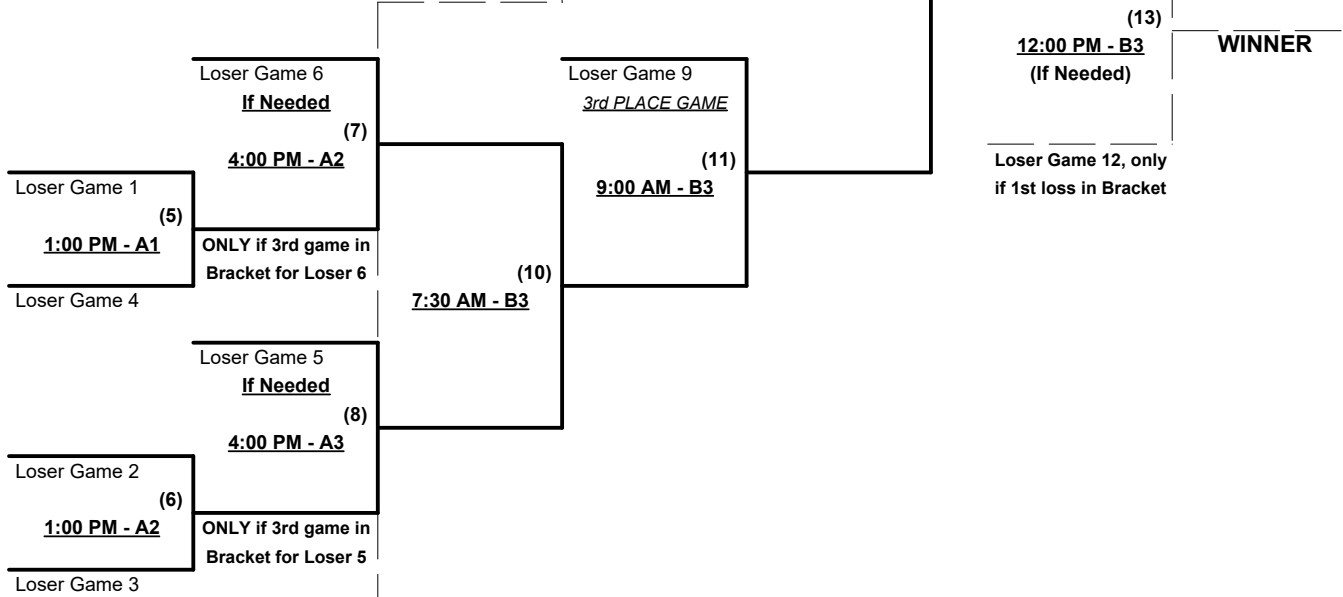 (13)
12:00 PM - B3
WINNER
(If Needed)
Loser Game 6
If Needed
(7)
4:00 PM - A2
Loser Game 9
3rd PLACE GAME
(11)
9:00 AM - B3
Loser Game 12, only
if 1st loss in Bracket
Loser Game 1
(5)
1:00 PM - A1
ONLY if 3rd game in
Bracket for Loser 6
Loser Game 4
(10)
7:30 AM - B3
Loser Game 5
If Needed
(8)
4:00 PM - A3
Loser Game 2
(6)
1:00 PM - A2
ONLY if 3rd game in
Bracket for Loser 5
Loser Game 3